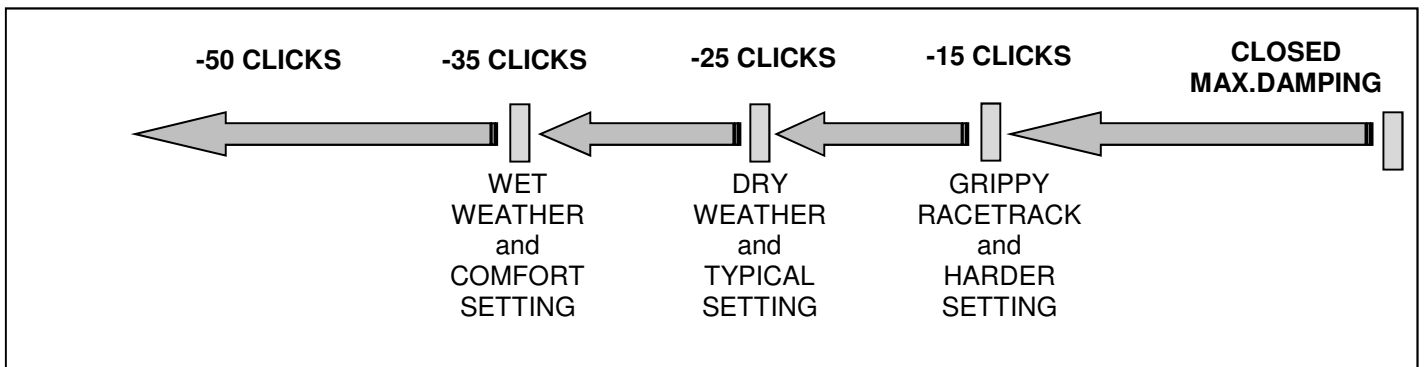 -50 CLICKS
-35 CLICKS
-25 CLICKS
-15 CLICKS
CLOSED
MAX.DAMPING
WET
WEATHER
and
COMFORT
SETTING
DRY
WEATHER
and
TYPICAL
SETTING
GRIPPY
RACETRACK
and
HARDER
SETTING